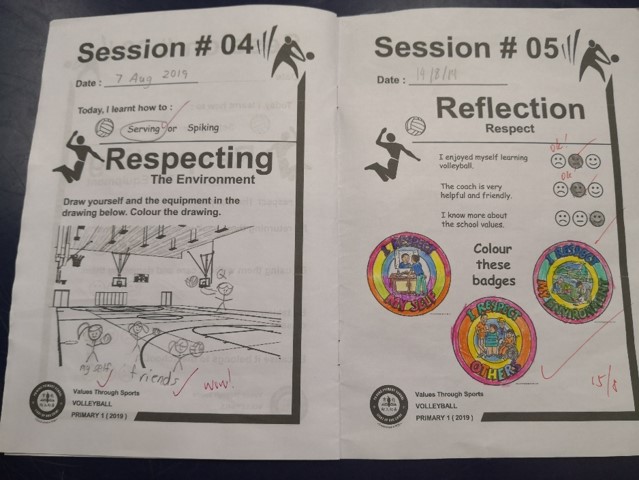 Session # 04
Date : 7 Aug 2019
Today, I learnt how to :
Serving or Spiking
Respecting
The Environment
Draw yourself and the equipment in the
drawing below. Colour the drawing.
myself friends wow!
Values Through Sports
VOLLEYBALL
PRIMARY 1 ( 2019 )
Session # 05
Date : 14/8/19
Reflection
Respect
ok!
I enjoyed myself learning
volleyball.
ok
The coach is very
helpful and friendly.
I know more about
the school values.
Colour
these
badges
I RESPECT
MY SELF
I RESPECT
MY ENVIRONMENT
I RESPECT
OTHERS
15/8
Values Through Sports
VOLLEYBALL
PRIMARY 1 ( 2019 )